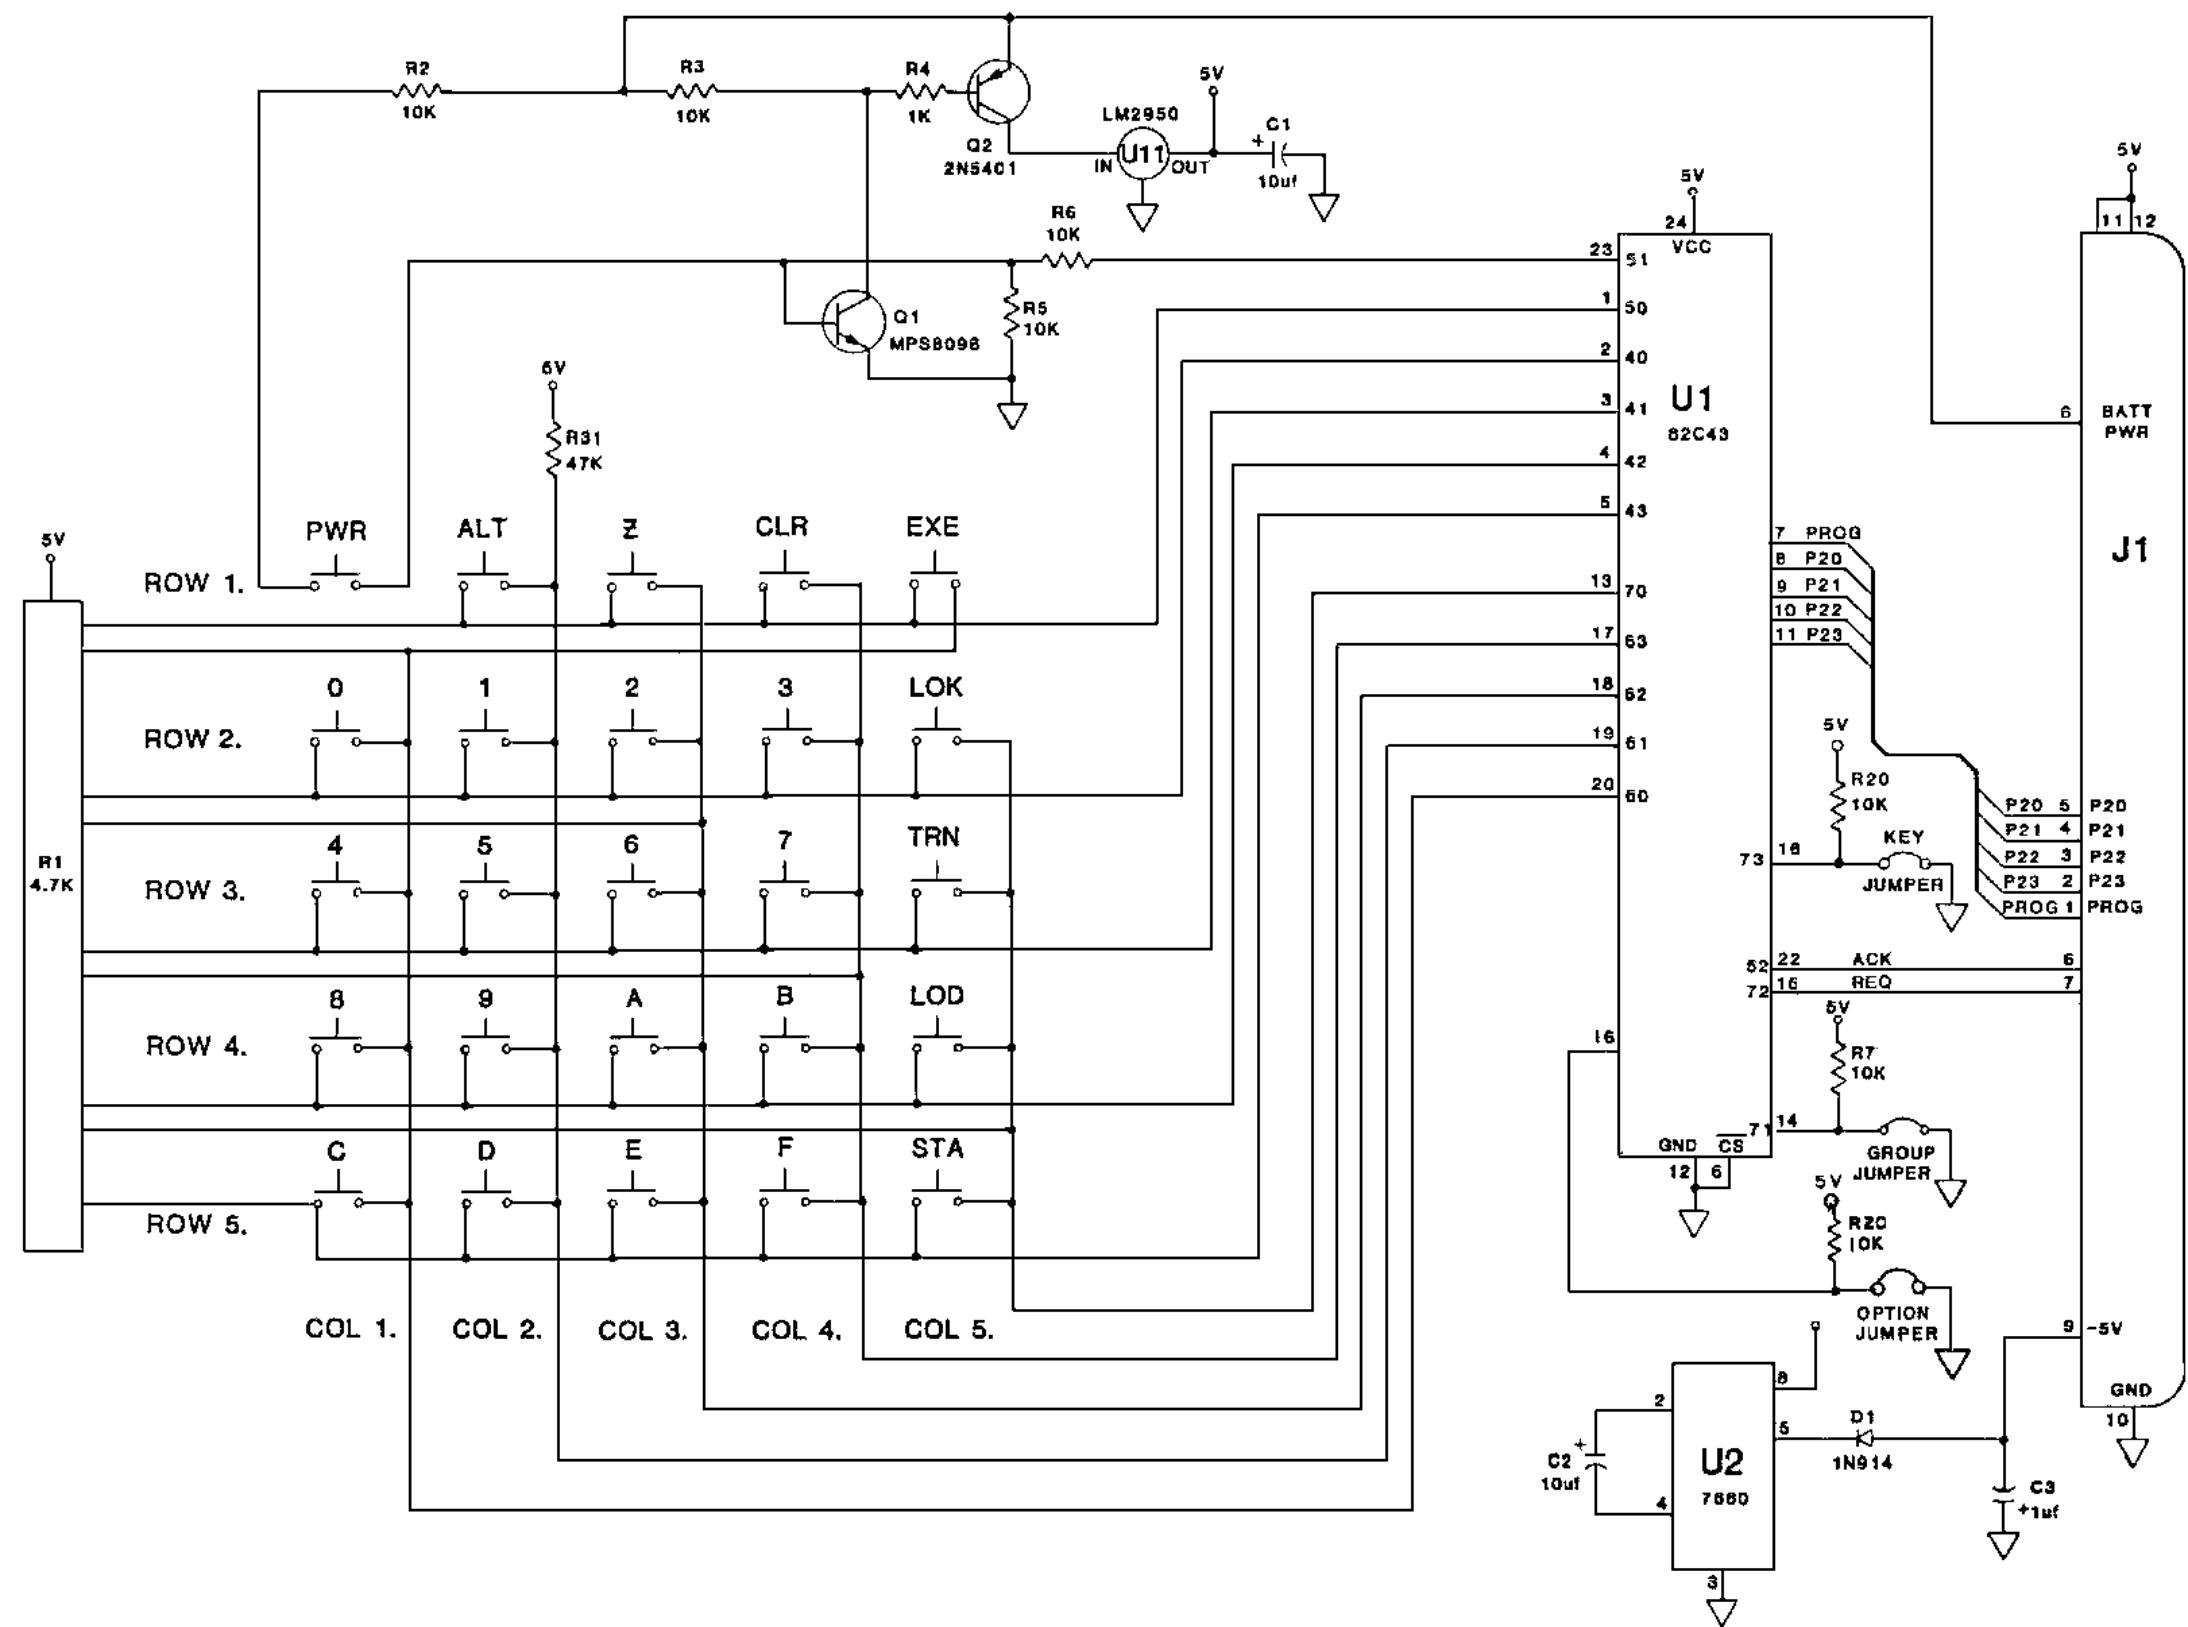 R2
10K
R3
10K
R4
1K
Q2
2N5401
LM2950
U11
IN
OUT
5V
C1
+
10uf
R6
10K
R5
10K
Q1
MPS8098
5V
R31
47K
5V
R1
4.7K
PWR
ALT
Z
CLR
EXE
ROW 1.
0
1
2
3
LOK
ROW 2.
4
5
6
7
TRN
ROW 3.
8
9
A
B
LOD
ROW 4.
C
D
E
F
STA
ROW 5.
COL 1.
COL 2.
COL 3.
COL 4.
COL 5.
5V
24
VCC
23 51
1 50
2 40
3 41
4 42
5 43
13 70
17 63
18 62
19 61
20 60
16
U1
82C43
7 PROG
8 P20
9 P21
10 P22
11 P23
5V
R20
10K
73 16
KEY
JUMPER
52 22 ACK 6
72 15 REQ 7
5V
R7
10K
71 14
GROUP
JUMPER
GND
CS
12
6
5V
R20
10K
OPTION
JUMPER
5V
11
12
6 BATT
PWR
J1
P20 5 P20
P21 4 P21
P22 3 P22
P23 2 P23
PROG 1 PROG
9 -5V
GND
10
U2
7660
2
4
8
5
3
C2
10uf
+
D1
1N914
C3
+1uf